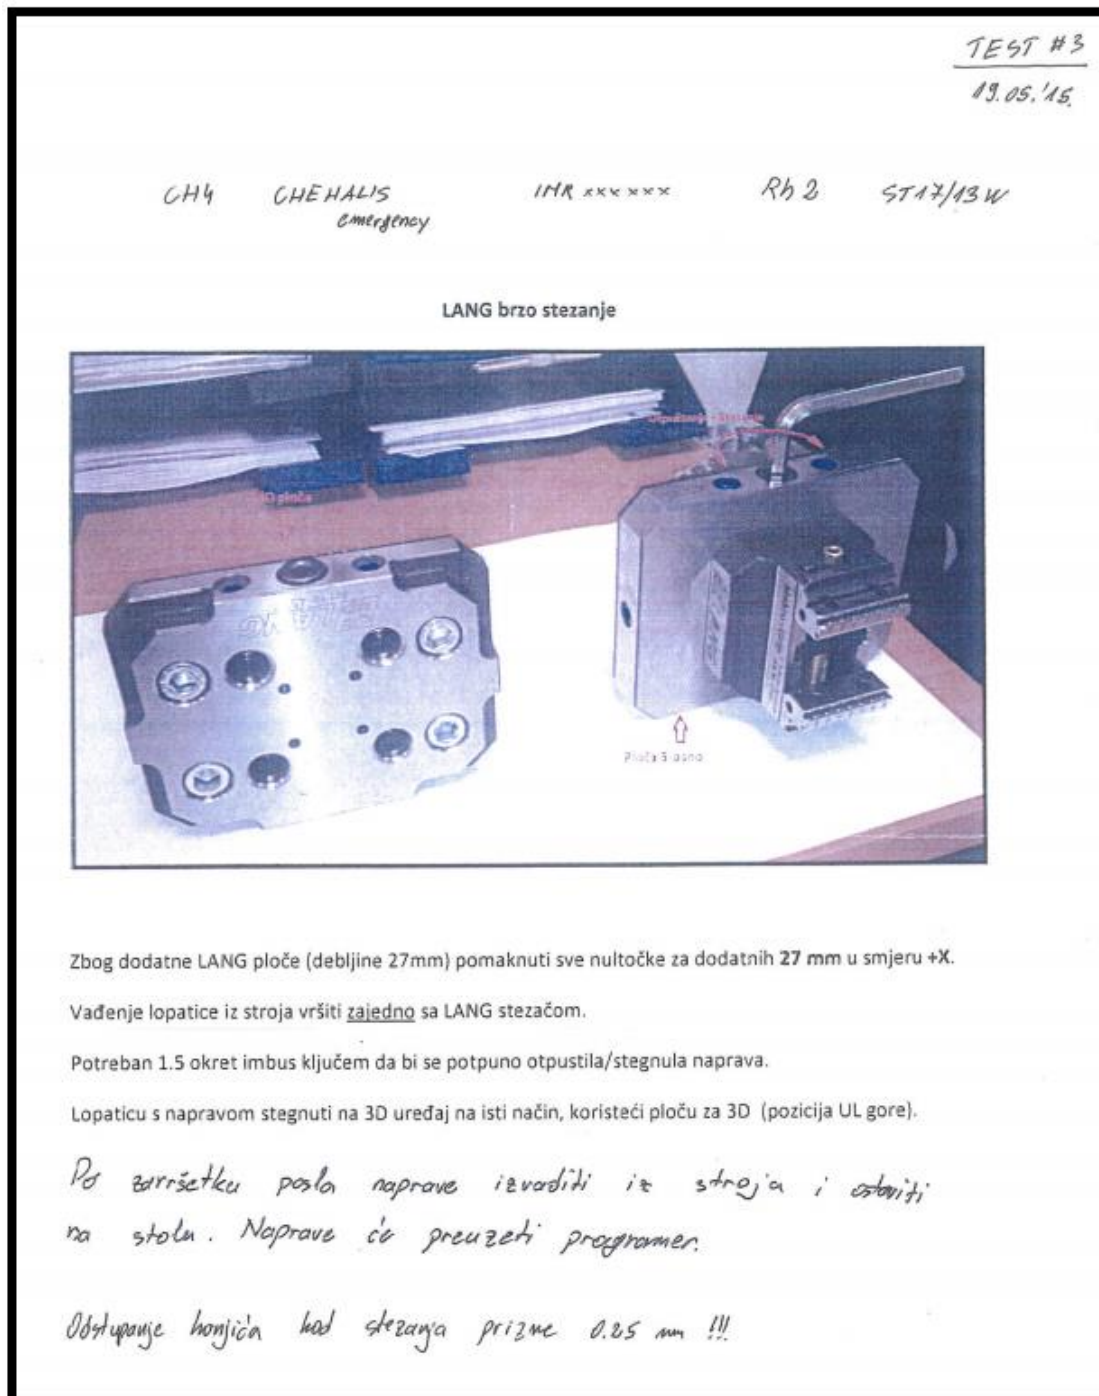 TEST #3
19.05.'15.
CH4 CHEHALIS IMR xxxxxx Rh 2 ST17/13W
emergency
LANG brzo stezanje
Otpuštanje Stezanje
3D ploča
LANG
LANG
Ploča 5-osno
Zbog dodatne LANG ploče (debljine 27mm) pomaknuti sve nultočke za dodatnih 27 mm u smjeru +X.
Vađenje lopatice iz stroja vršiti zajedno sa LANG stezačom.
Potreban 1.5 okret imbus ključem da bi se potpuno otpustila/stegnula naprava.
Lopaticu s napravom stegnuti na 3D uređaj na isti način, koristeći ploču za 3D (pozicija UL gore).
Po završetku posla naprave izvaditi iz stroja i ostaviti
na stolu. Naprave će preuzeti programer.
Odstupanje konjića kod stezanja prizme 0.25 mm !!!